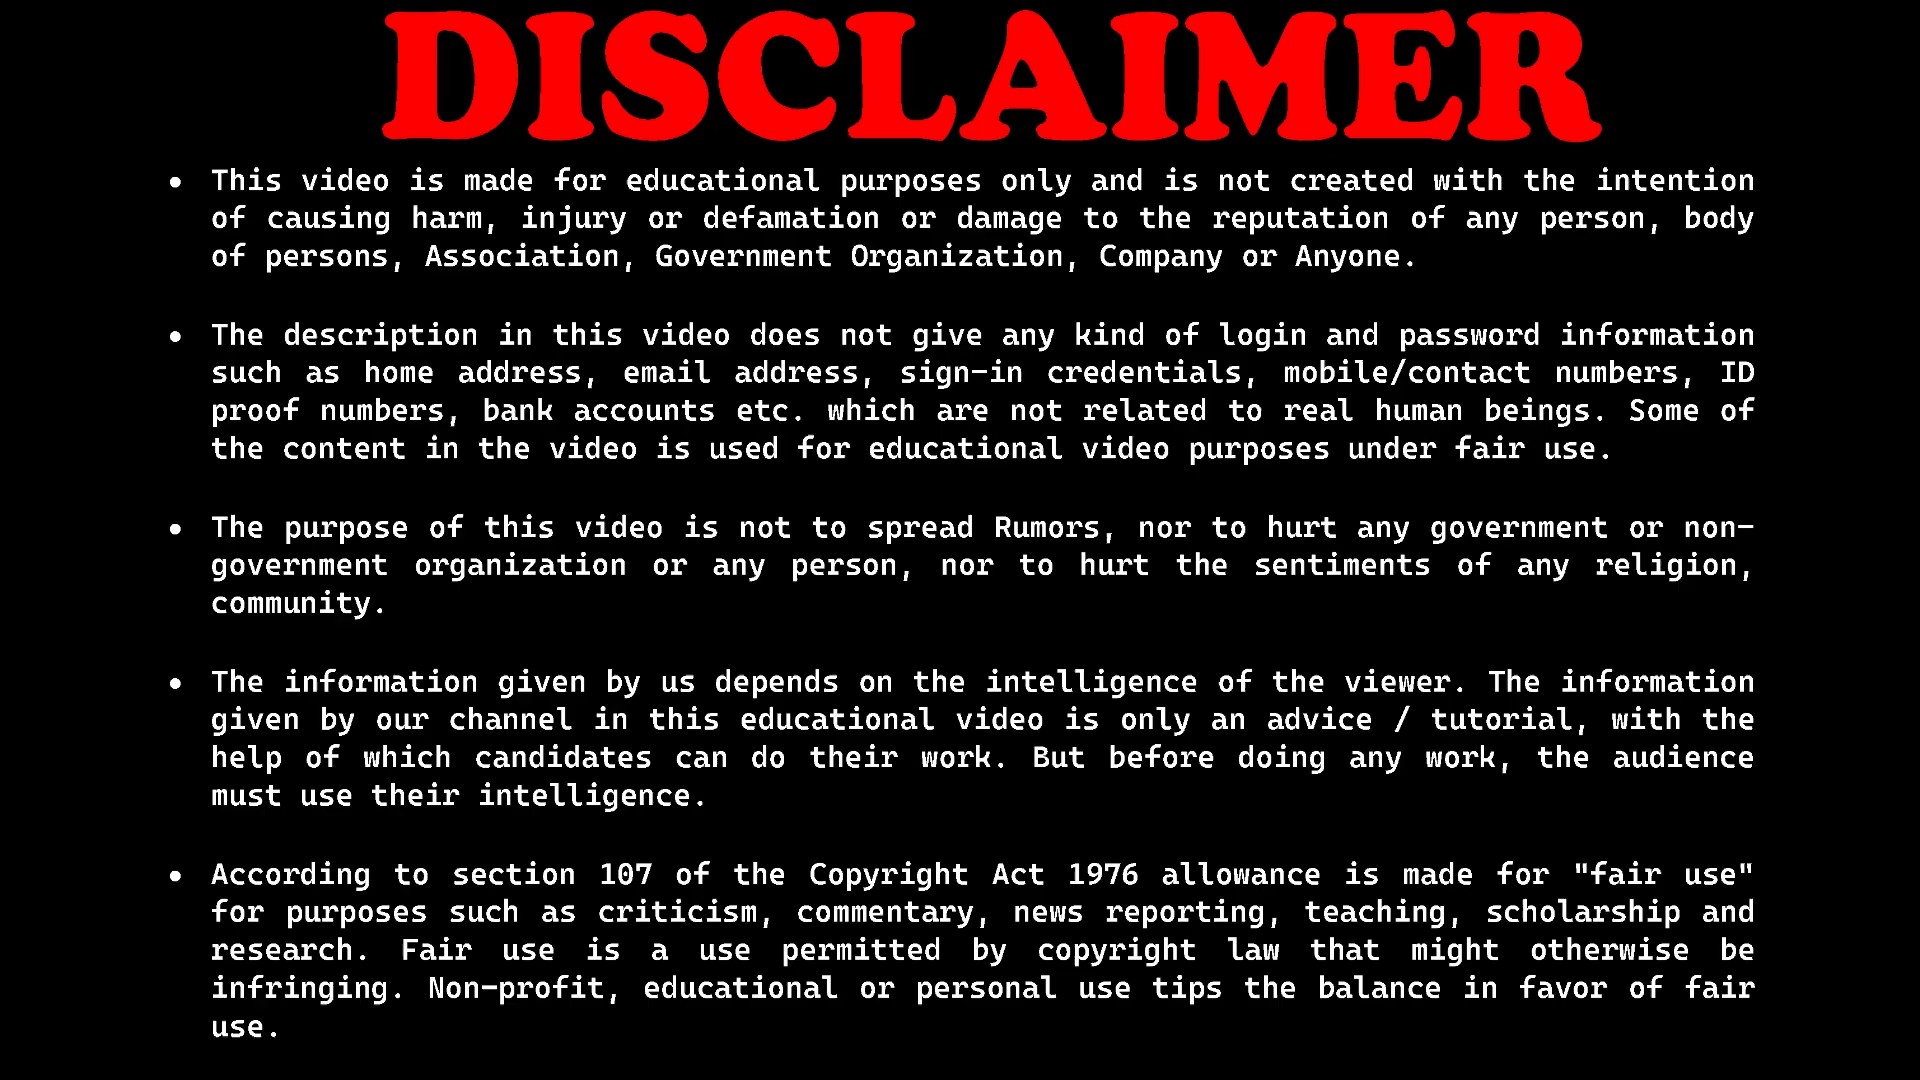 DISCLAIMER
• This video is made for educational purposes only and is not created with the intention
of causing harm, injury or defamation or damage to the reputation of any person, body
of persons, Association, Government Organization, Company or Anyone.
• The description in this video does not give any kind of login and password information
such as home address, email address, sign-in credentials, mobile/contact numbers, ID
proof numbers, bank accounts etc. which are not related to real human beings. Some of
the content in the video is used for educational video purposes under fair use.
• The purpose of this video is not to spread Rumors, nor to hurt any government or non-
government organization or any person, nor to hurt the sentiments of any religion,
community.
• The information given by us depends on the intelligence of the viewer. The information
given by our channel in this educational video is only an advice / tutorial, with the
help of which candidates can do their work. But before doing any work, the audience
must use their intelligence.
• According to section 107 of the Copyright Act 1976 allowance is made for "fair use"
for purposes such as criticism, commentary, news reporting, teaching, scholarship and
research. Fair use is a use permitted by copyright law that might otherwise be
infringing. Non-profit, educational or personal use tips the balance in favor of fair
use.